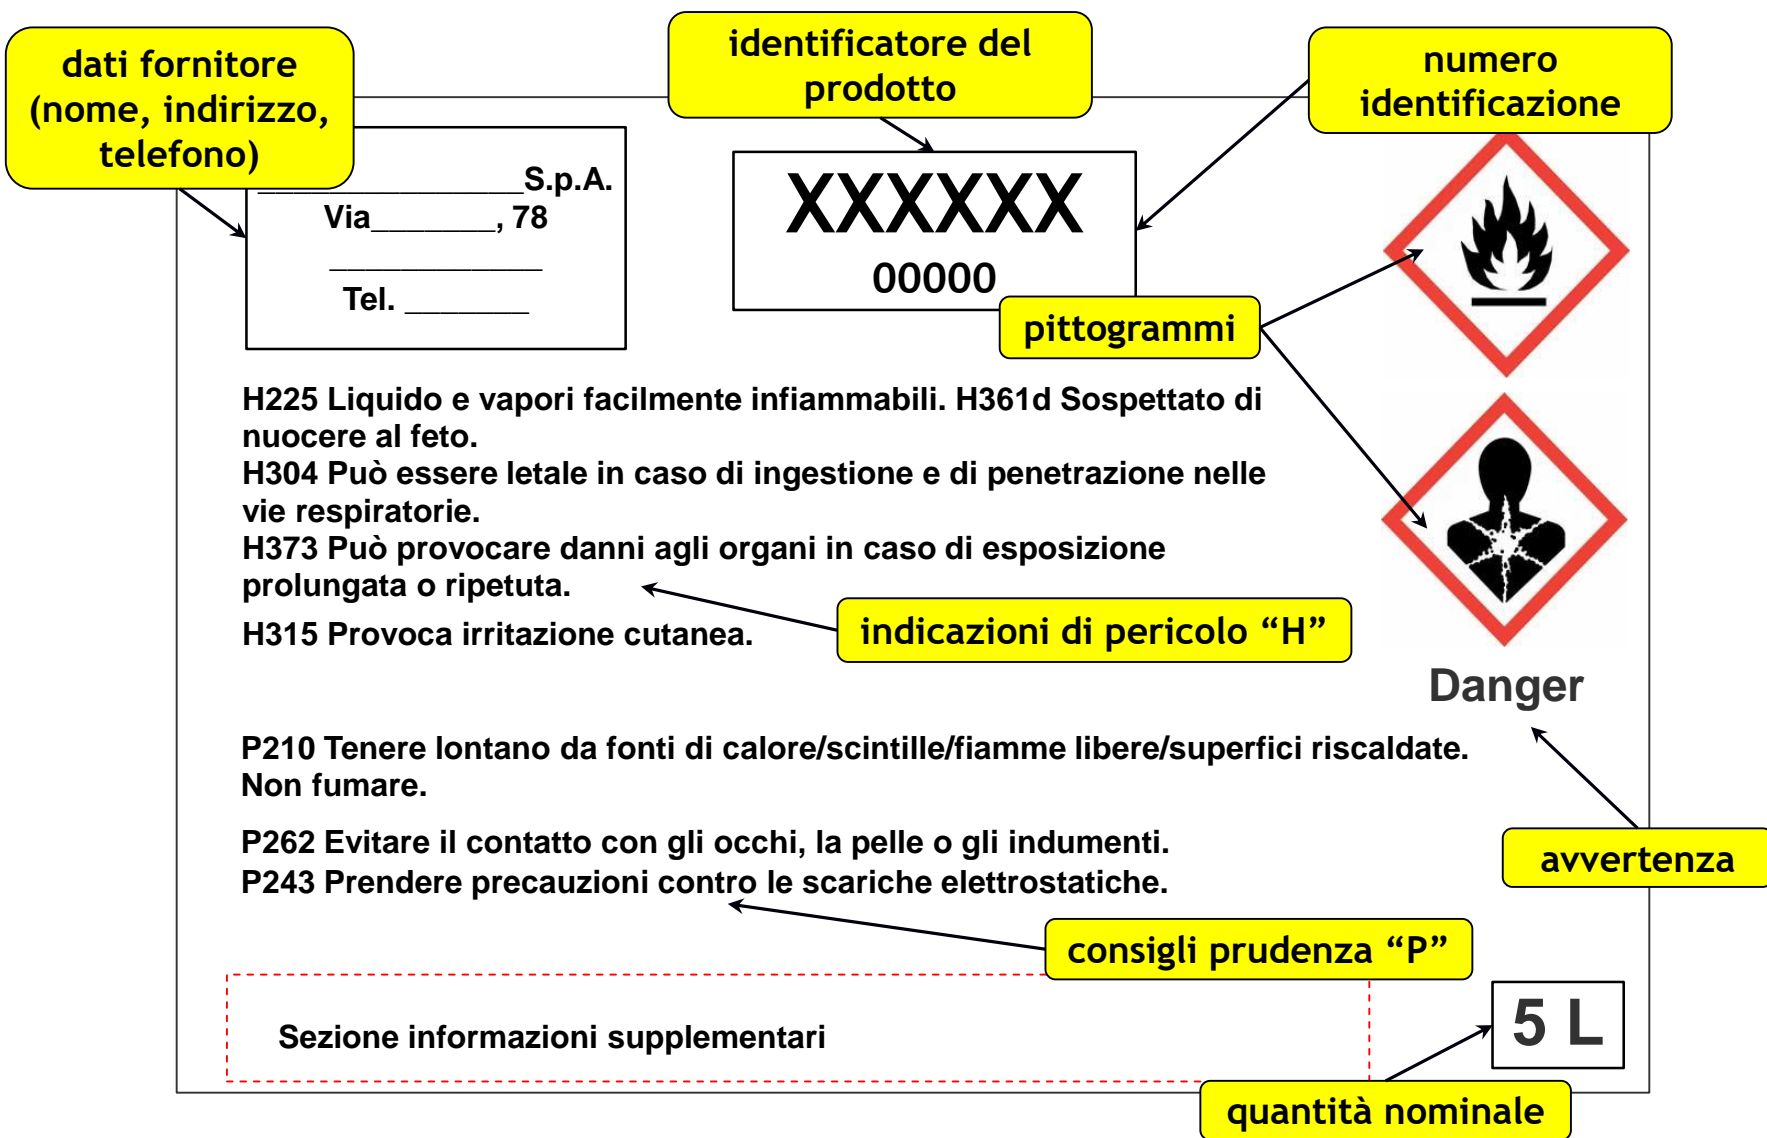 dati fornitore
(nome, indirizzo,
telefono)
identificatore del
prodotto
numero
identificazione
_______________S.p.A.
Via_______, 78
____________
Tel. _______
XXXXXX
00000
pittogrammi
H225 Liquido e vapori facilmente infiammabili. H361d Sospettato di
nuocere al feto.
H304 Può essere letale in caso di ingestione e di penetrazione nelle
vie respiratorie.
H373 Può provocare danni agli organi in caso di esposizione
prolungata o ripetuta.
H315 Provoca irritazione cutanea.
indicazioni di pericolo “H”
Danger
P210 Tenere lontano da fonti di calore/scintille/fiamme libere/superfici riscaldate.
Non fumare.
P262 Evitare il contatto con gli occhi, la pelle o gli indumenti.
P243 Prendere precauzioni contro le scariche elettrostatiche.
avvertenza
consigli prudenza “P”
Sezione informazioni supplementari
5 L
quantità nominale